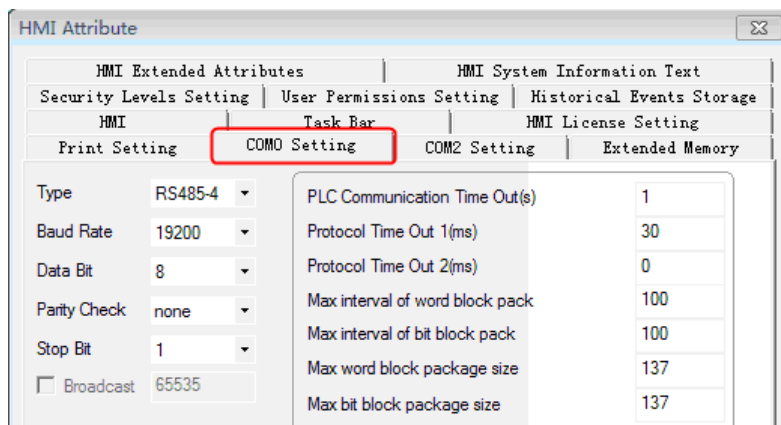 HMI Attribute
HMI Extended Attributes HMI System Information Text
Security Levels Setting User Permissions Setting Historical Events Storage
HMI Task Bar HMI License Setting
Print Setting COM0 Setting COM2 Setting Extended Memory
Type RS485-4 PLC Communication Time Out(s) 1
Baud Rate 19200 Protocol Time Out 1(ms) 30
Data Bit 8 Protocol Time Out 2(ms) 0
Parity Check none Max interval of word block pack 100
Stop Bit 1 Max interval of bit block pack 100
Broadcast 65535 Max word block package size 137
Max bit block package size 137